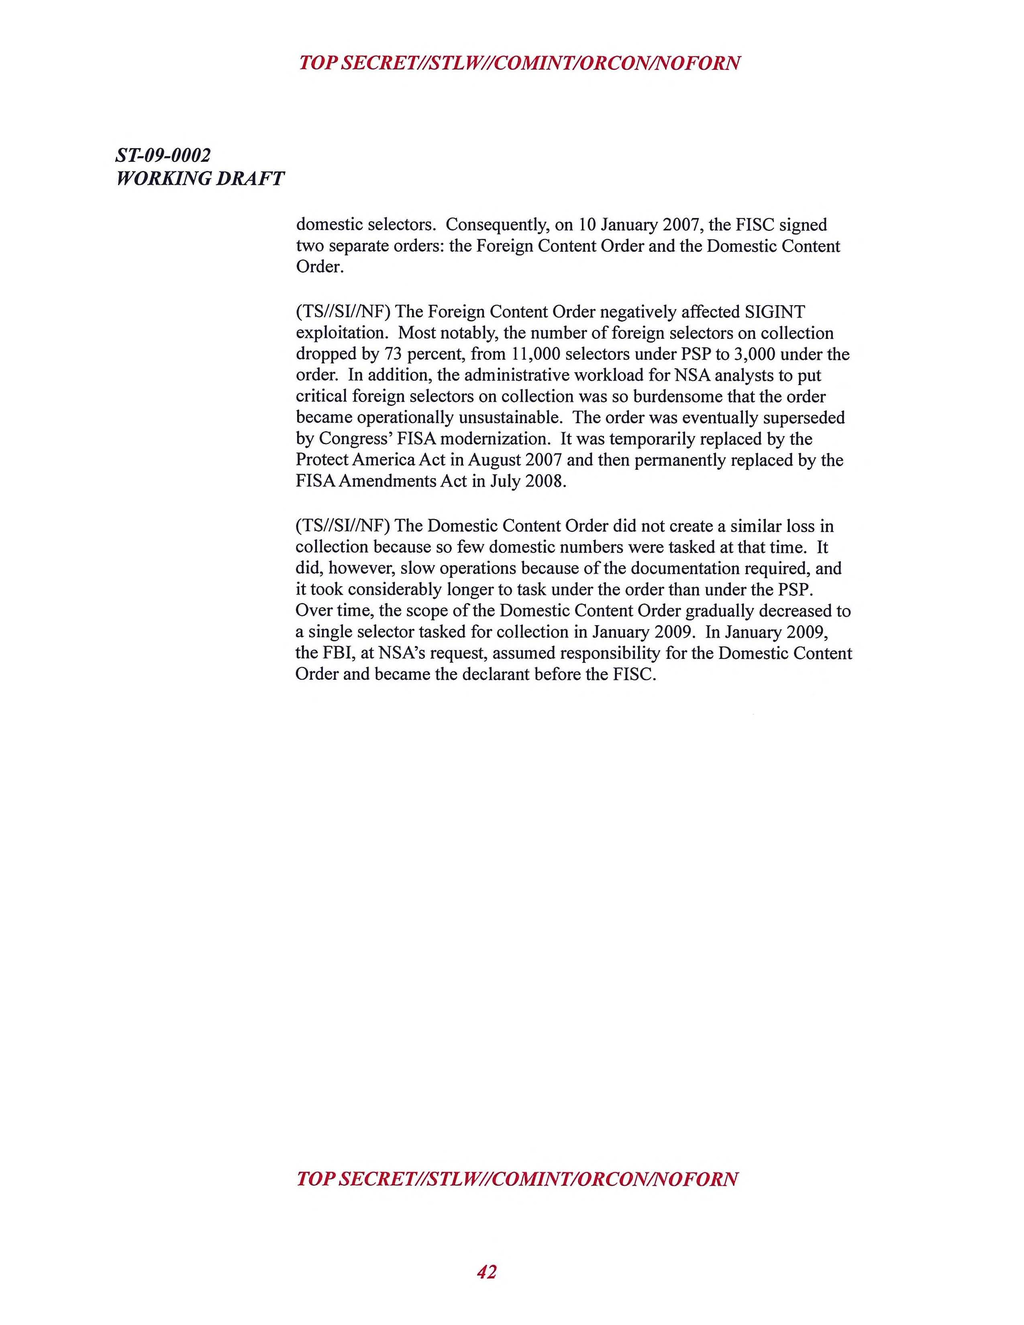 TOP SECRET//STLW//COMINT/ORCON/NOFORN
ST-09-0002
WORKING DRAFT
domestic selectors. Consequently, on 10 January 2007, the FISC signed
two separate orders: the Foreign Content Order and the Domestic Content
Order.
(TS//SI//NF) The Foreign Content Order negatively affected SIGINT
exploitation. Most notably, the number of foreign selectors on collection
dropped by 73 percent, from 11,000 selectors under PSP to 3,000 under the
order. In addition, the administrative workload for NSA analysts to put
critical foreign selectors on collection was so burdensome that the order
became operationally unsustainable. The order was eventually superseded
by Congress' FISA modernization. It was temporarily replaced by the
Protect America Act in August 2007 and then permanently replaced by the
FISA Amendments Act in July 2008.
(TS//SI//NF) The Domestic Content Order did not create a similar loss in
collection because so few domestic numbers were tasked at that time. It
did, however, slow operations because of the documentation required, and
it took considerably longer to task under the order than under the PSP.
Over time, the scope of the Domestic Content Order gradually decreased to
a single selector tasked for collection in January 2009. In January 2009,
the FBI, at NSA's request, assumed responsibility for the Domestic Content
Order and became the declarant before the FISC.
TOP SECRET//STLW//COMINT/ORCON/NOFORN
42